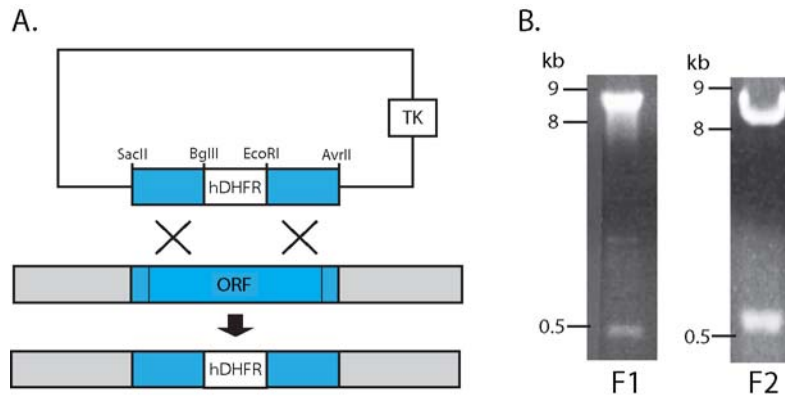 A.
TK
SacII BglII EcoRI AvrII
hDHFR
ORF
hDHFR
B.
kb
9
8
0.5
F1
kb
9
8
0.5
F2